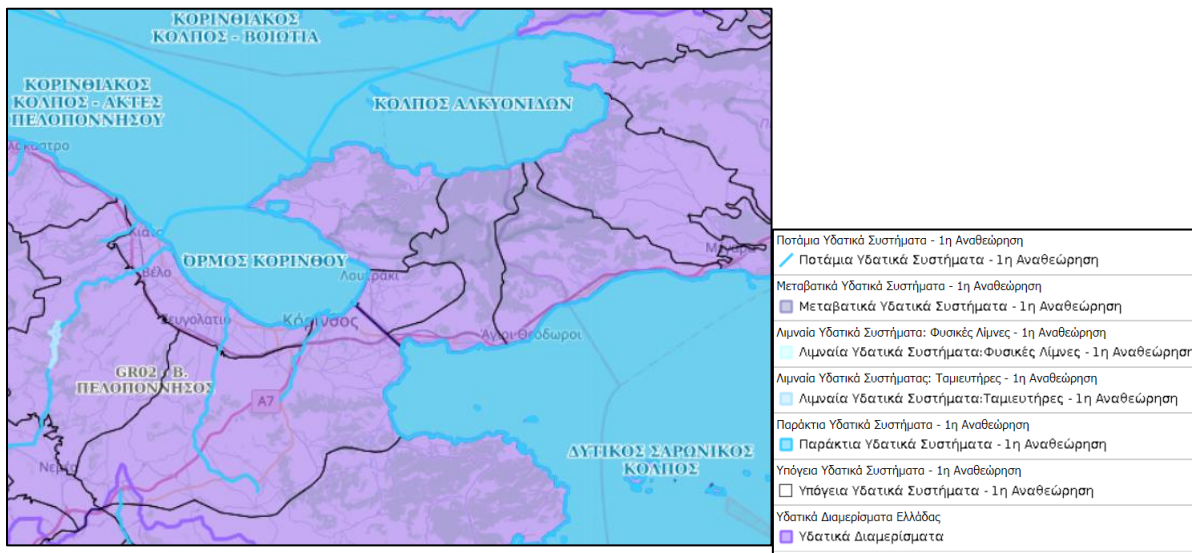 ΚΟΡΙΝΘΙΑΚΟΣ
ΚΟΛΠΟΣ - ΒΟΙΩΤΙΑ
ΚΟΡΙΝΘΙΑΚΟΣ
ΚΟΛΠΟΣ - ΑΚΤΕΣ
ΠΕΛΟΠΟΝΝΗΣΟΥ
ΚΟΛΠΟΣ ΑΛΚΥΟΝΙΔΩΝ
ΟΡΜΟΣ ΚΟΡΙΝΘΟΥ
Βέλο
Λουτράκι
Κόρινθος
Άγιοι Θεόδωροι
GR02 - Β.
ΠΕΛΟΠΟΝΝΗΣΟΣ
A7
ΔΥΤΙΚΟΣ ΣΑΡΩΝΙΚΟΣ
ΚΟΛΠΟΣ
Ποτάμια Υδατικά Συστήματα - 1η Αναθεώρηση
Ποτάμια Υδατικά Συστήματα - 1η Αναθεώρηση
Μεταβατικά Υδατικά Συστήματα - 1η Αναθεώρηση
Μεταβατικά Υδατικά Συστήματα - 1η Αναθεώρηση
Λιμναία Υδατικά Συστήματα: Φυσικές Λίμνες - 1η Αναθεώρηση
Λιμναία Υδατικά Συστήματα:Φυσικές Λίμνες - 1η Αναθεώρηση
Λιμναία Υδατικά Συστήματας: Ταμιευτήρες - 1η Αναθεώρηση
Λιμναία Υδατικά Συστήματα:Ταμιευτήρες - 1η Αναθεώρηση
Παράκτια Υδατικά Συστήματα - 1η Αναθεώρηση
Παράκτια Υδατικά Συστήματα - 1η Αναθεώρηση
Υπόγεια Υδατικά Συστήματα - 1η Αναθεώρηση
Υπόγεια Υδατικά Συστήματα - 1η Αναθεώρηση
Υδατικά Διαμερίσματα Ελλάδας
Υδατικά Διαμερίσματα